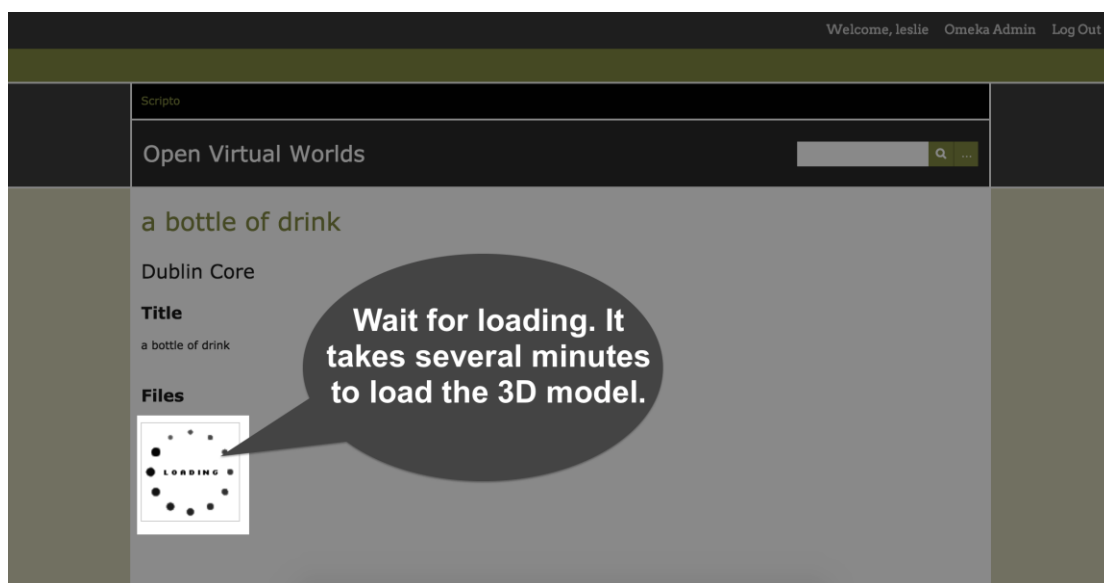 Welcome, leslie Omeka Admin Log Out
Scripto
Open Virtual Worlds
...
a bottle of drink
Dublin Core
Title
a bottle of drink
Files
Wait for loading. It
takes several minutes
to load the 3D model.
LOADING